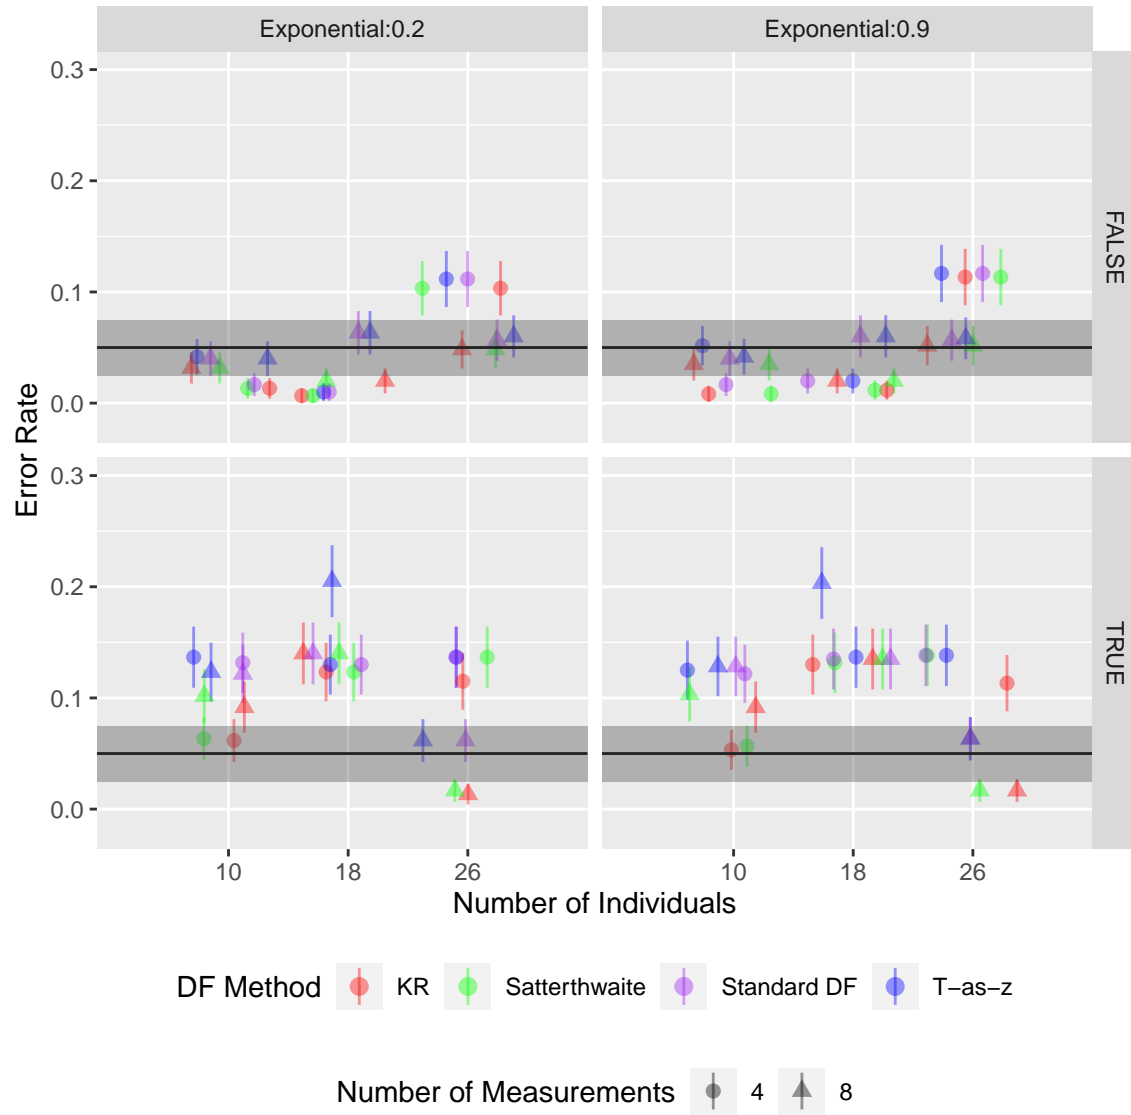 Exponential:0.2 Exponential:0.9
0.3
0.2
0.1
0.0
FALSE
Error Rate
0.3
0.2
0.1
0.0
TRUE
10 18 26 10 18 26
Number of Individuals
DF Method KR Satterthwaite Standard DF T−as−z
Number of Measurements 4 8